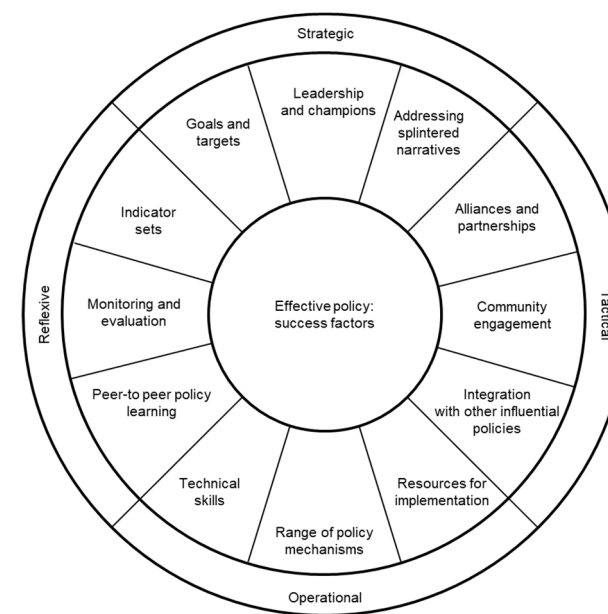 Strategic
Leadership
and champions
Addressing
splintered
narratives
Goals and
targets
Alliances and
partnerships
Indicator
sets
Community
engagement
Tactical
Monitoring and
evaluation
Reflexive
Effective policy:
success factors
Integration
with other influential
policies
Peer-to peer policy
learning
Resources for
implementation
Technical
skills
Range of policy
mechanisms
Operational